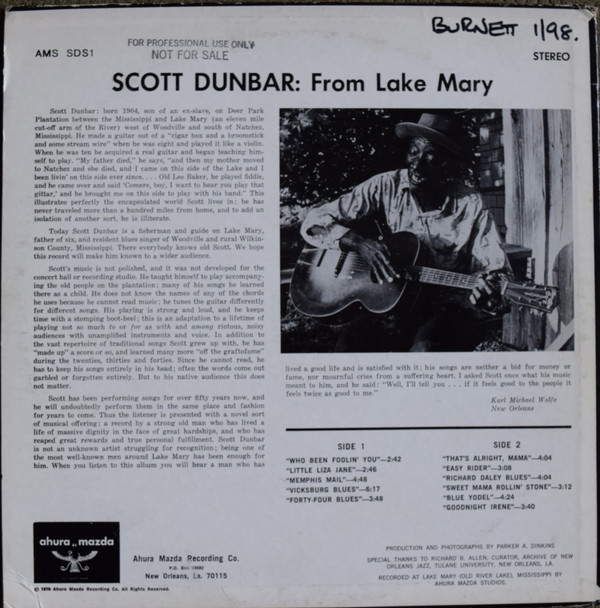 BURNETT 1/98.
AMS SDS1
FOR PROFESSIONAL USE ONLY
NOT FOR SALE
STEREO
SCOTT DUNBAR: From Lake Mary
Scott Dunbar: born 1904, son of an ex-slave, on Deer Park
Plantation between the Mississippi and Lake Mary (an eleven mile
cut-off arm of the River) west of Woodville and south of Natchez,
Mississippi. He made a guitar out of a "cigar box and a broomstick
and some stream wire" when he was eight and played it like a violin.
When he was ten he acquired a real guitar and began teaching him-
self to play. "My father died," he says, "and then my mother moved
to Natchez and she died, and I came on this side of the Lake and I
been livin' on this side ever since. . . . Old Lee Baker, he played fiddle,
and he came over and said 'Comere, boy, I want to hear you play that
gittar,' and he brought me on this side to play with his band." This
illustrates perfectly the encapsulated world Scott lives in: he has
never traveled more than a hundred miles from home, and to add an
isolation of another sort, he is illiterate.
Today Scott Dunbar is a fisherman and guide on Lake Mary,
father of six, and resident blues singer of Woodville and rural Wilkin-
son County, Mississippi. There everybody knows old Scott. We hope
this record will make him known to a wider audience.
Scott's music is not polished, and it was not developed for the
concert hall or recording studio. He taught himself to play accompany-
ing the old people on the plantation; many of his songs he learned
there as a child. He does not know the names of any of the chords
he uses because he cannot read music; he tunes the guitar differently
for different songs. His playing is strong and loud, and he keeps
time with a stomping boot-heel; this is an adaptation to a lifetime of
playing not so much to or for as with and among riotous, noisy
audiences with unamplified instruments and voice. In addition to
the vast repertoire of traditional songs Scott grew up with, he has
"made up" a score or so, and learned many more "off the graftofome"
during the twenties, thirties and forties. Since he cannot read, he
has to keep his songs entirely in his head; often the words come out
garbled or forgotten entirely. But to his native audience this does
not matter.
Scott has been performing songs for over fifty years now, and
he will undoubtedly perform them in the same place and fashion
for years to come. Thus the listener is presented with a novel sort
of musical offering: a record by a strong old man who has lived a
life of massive dignity in the face of great hardships, and who has
reaped great rewards and true personal fulfillment. Scott Dunbar
is not an unknown artist struggling for recognition; being one of
the most well-known men around Lake Mary has been enough for
him. When you listen to this album you will hear a man who has
lived a good life and is satisfied with it; his songs are neither a bid for money or
fame, nor mournful cries from a suffering heart. I asked Scott once what his music
meant to him, and he said: "Well, I'll tell you . . . if it feels good to the people it
feels twice as good to me."
Karl Michael Wolfe
New Orleans
SIDE 1
"WHO BEEN FOOLIN' YOU"—2:42
"LITTLE LIZA JANE"—2:46
"MEMPHIS MAIL"—4:48
"VICKSBURG BLUES"—6:17
"FORTY-FOUR BLUES"—3:48
SIDE 2
"THAT'S ALRIGHT, MAMA"—4:04
"EASY RIDER"—3:08
"RICHARD DALEY BLUES"—4:04
"SWEET MAMA ROLLIN' STONE"—3:12
"BLUE YODEL"—4:24
"GOODNIGHT IRENE"—3:40
ahura mazda
Ahura Mazda Recording Co.
P.O. Box
New Orleans, La. 70115
© 1970 Ahura Mazda Recording Co. All Rights Reserved.
PRODUCTION AND PHOTOGRAPHS BY PARKER A. DINKINS
SPECIAL THANKS TO RICHARD B. ALLEN, CURATOR, ARCHIVE OF NEW
ORLEANS JAZZ, TULANE UNIVERSITY, NEW ORLEANS, LA.
RECORDED AT LAKE MARY (OLD RIVER LAKE), MISSISSIPPI BY
AHURA MAZDA STUDIOS.